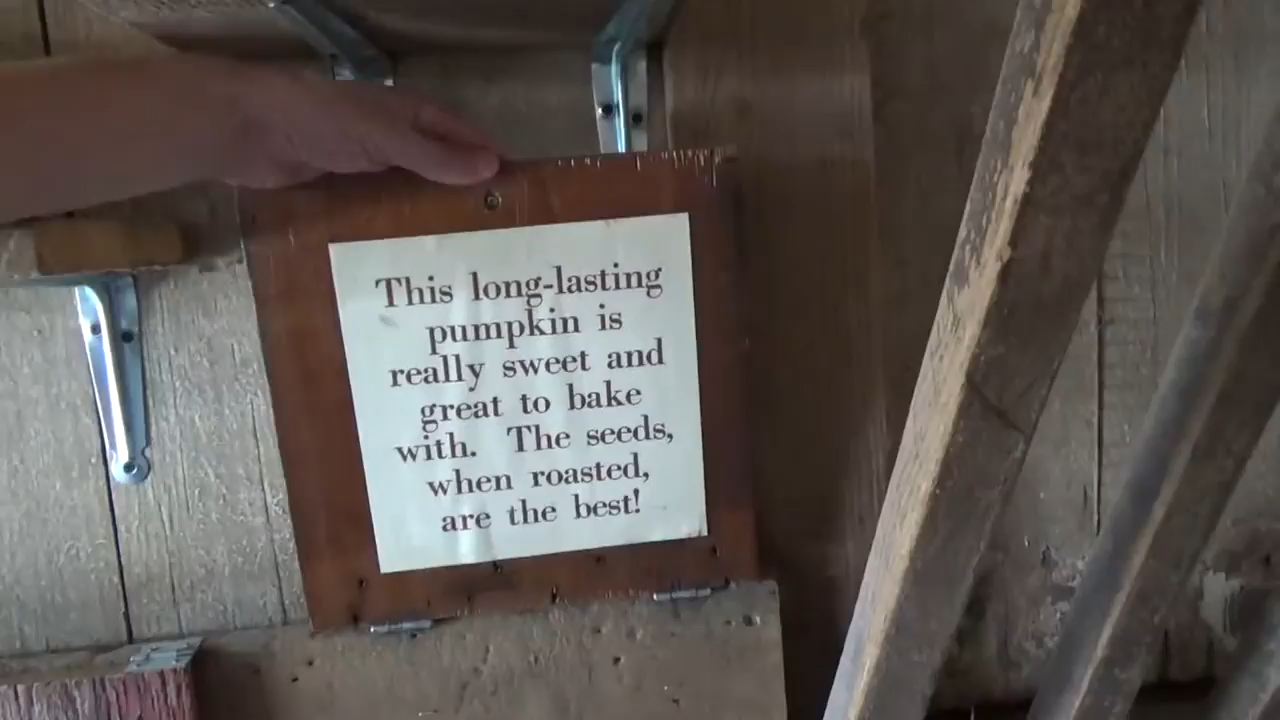 This long-lasting
pumpkin is
really sweet and
great to bake
with. The seeds,
when roasted,
are the best!